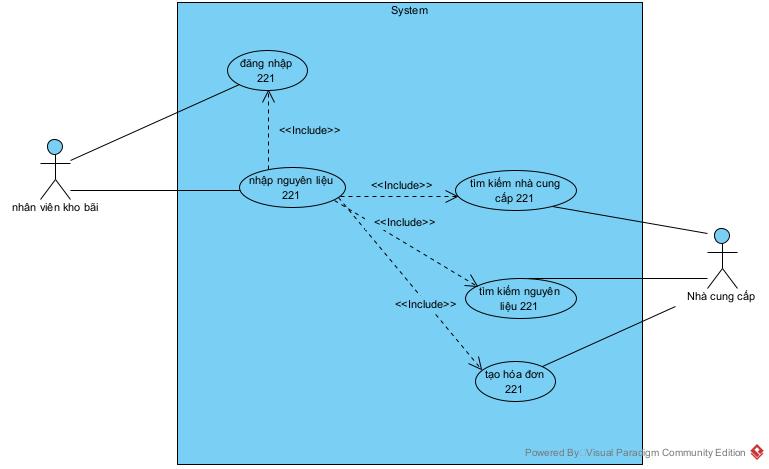 System
đăng nhập
221
<<Include>>
nhân viên kho bãi
nhập nguyên liệu
221
<<Include>>
tìm kiếm nhà cung
cấp 221
<<Include>>
Nhà cung cấp
tìm kiếm nguyên
liệu 221
<<Include>>
tạo hóa đơn
221
Powered By: Visual Paradigm Community Edition